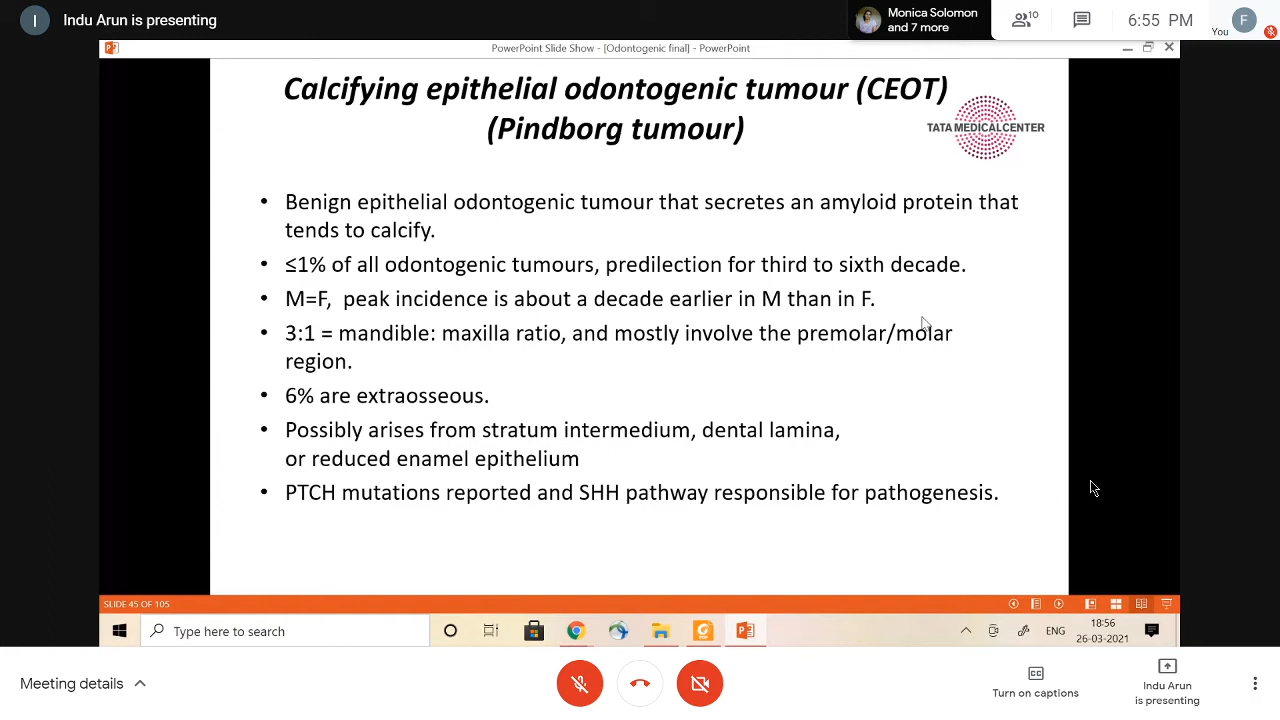 I
Indu Arun is presenting
Monica Solomon
and 7 more
10
6:55 PM
You
F
PowerPoint Slide Show - [Odontogenic final] - PowerPoint
Calcifying epithelial odontogenic tumour (CEOT)
(Pindborg tumour)
TATA MEDICAL CENTER
• Benign epithelial odontogenic tumour that secretes an amyloid protein that
tends to calcify.
• ≤1% of all odontogenic tumours, predilection for third to sixth decade.
• M=F, peak incidence is about a decade earlier in M than in F.
• 3:1 = mandible: maxilla ratio, and mostly involve the premolar/molar
region.
• 6% are extraosseous.
• Possibly arises from stratum intermedium, dental lamina,
or reduced enamel epithelium
• PTCH mutations reported and SHH pathway responsible for pathogenesis.
SLIDE 45 OF 105
Type here to search
ENG
18:56
26-03-2021
Meeting details
Turn on captions
Indu Arun
is presenting